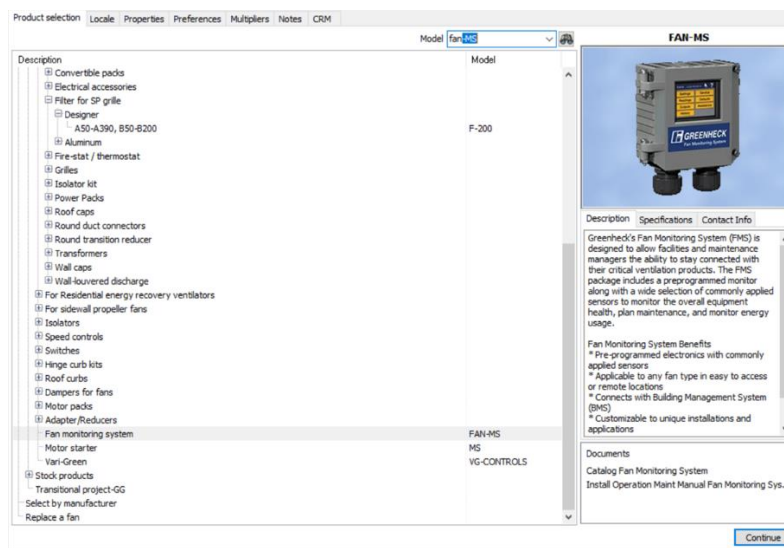 Product selection Locale Properties Preferences Multipliers Notes CRM
Model fan-MS
Description Model
Convertible packs
Electrical accessories
Filter for SP grille
Designer
A50-A390, B50-B200 F-200
Aluminum
Fire-stat / thermostat
Grilles
Isolator kit
Power Packs
Roof caps
Round duct connectors
Round transition reducer
Transformers
Wall caps
Wall-louvered discharge
For Residential energy recovery ventilators
For sidewall propeller fans
Isolators
Speed controls
Switches
Hinge curb kits
Roof curbs
Dampers for fans
Motor packs
Adapter/Reducers
Fan monitoring system FAN-MS
Motor starter MS
Vari-Green VG-CONTROLS
Stock products
Transitional project-GG
Select by manufacturer
Replace a fan
FAN-MS
GREENHECK
Fan Monitoring System
Description Specifications Contact Info
Greenheck's Fan Monitoring System (FMS) is
designed to allow facilities and maintenance
managers the ability to stay connected with
their critical ventilation products. The FMS
package includes a preprogrammed monitor
along with a wide selection of commonly applied
sensors to monitor the overall equipment
health, plan maintenance, and monitor energy
usage.
Fan Monitoring System Benefits
* Pre-programmed electronics with commonly
applied sensors
* Applicable to any fan type in easy to access
or remote locations
* Connects with Building Management System
(BMS)
* Customizable to unique installations and
applications
Documents
Catalog Fan Monitoring System
Install Operation Maint Manual Fan Monitoring Sys.
Continue